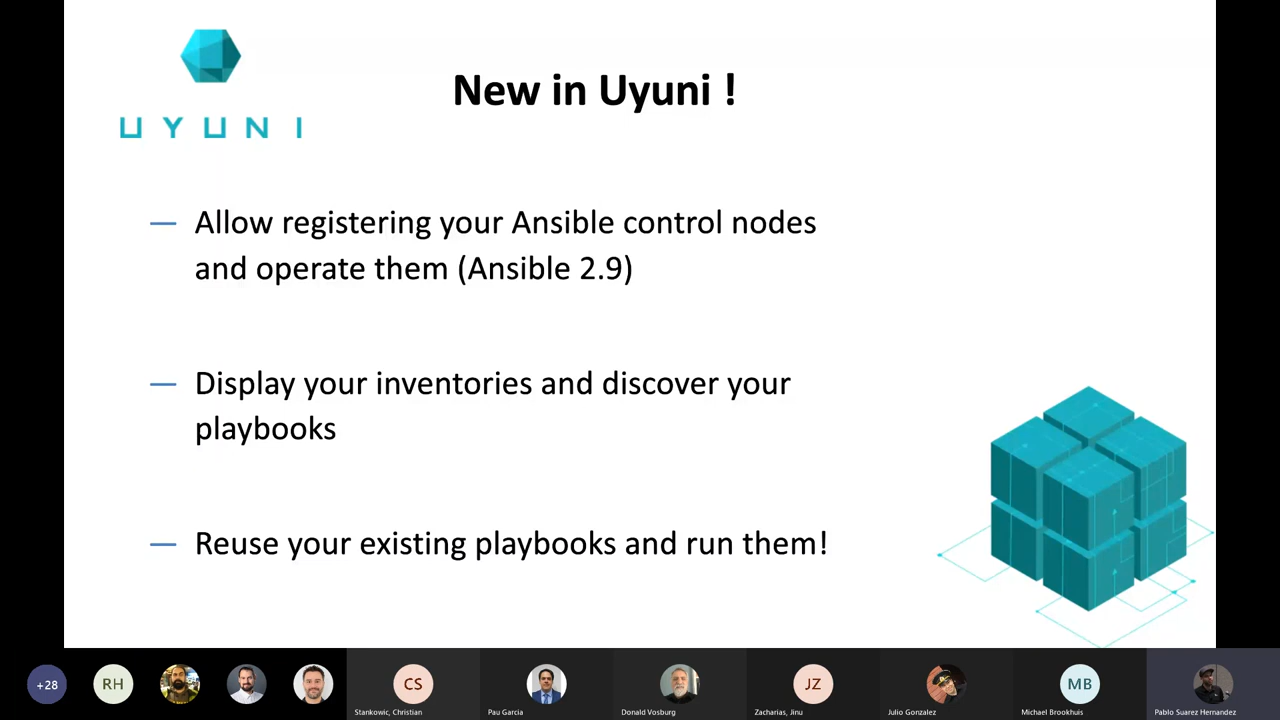 New in Uyuni !
UYUNI
Allow registering your Ansible control nodes
and operate them (Ansible 2.9)
Display your inventories and discover your
playbooks
Reuse your existing playbooks and run them!
+28
RH
CS
JZ
MB
Stankowic, Christian
Pau Garcia
Donald Vosburg
Zacharias, Jinu
Julio Gonzalez
Michael Brookhuis
Pablo Suarez Hernandez